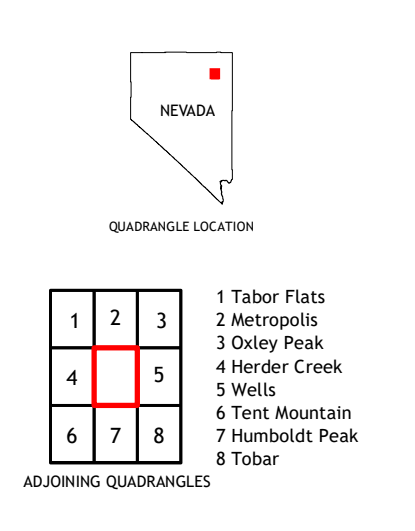 NEVADA
QUADRANGLE LOCATION
1 2 3
4 5
6 7 8
1 Tabor Flats
2 Metropolis
3 Oxley Peak
4 Herder Creek
5 Wells
6 Tent Mountain
7 Humboldt Peak
8 Tobar
ADJOINING QUADRANGLES